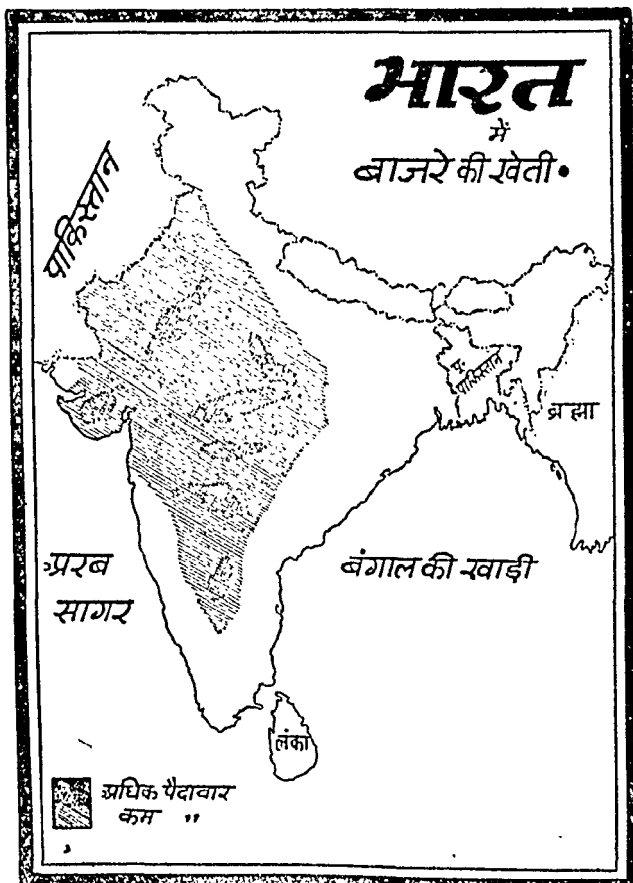 भारत
में
बाजरे की खेती •
पाकिस्तान
पू. पाकिस्तान
ब्रह्मा
अरब
सागर
बंगाल की खाड़ी
लंका
अधिक पैदावार
कम "